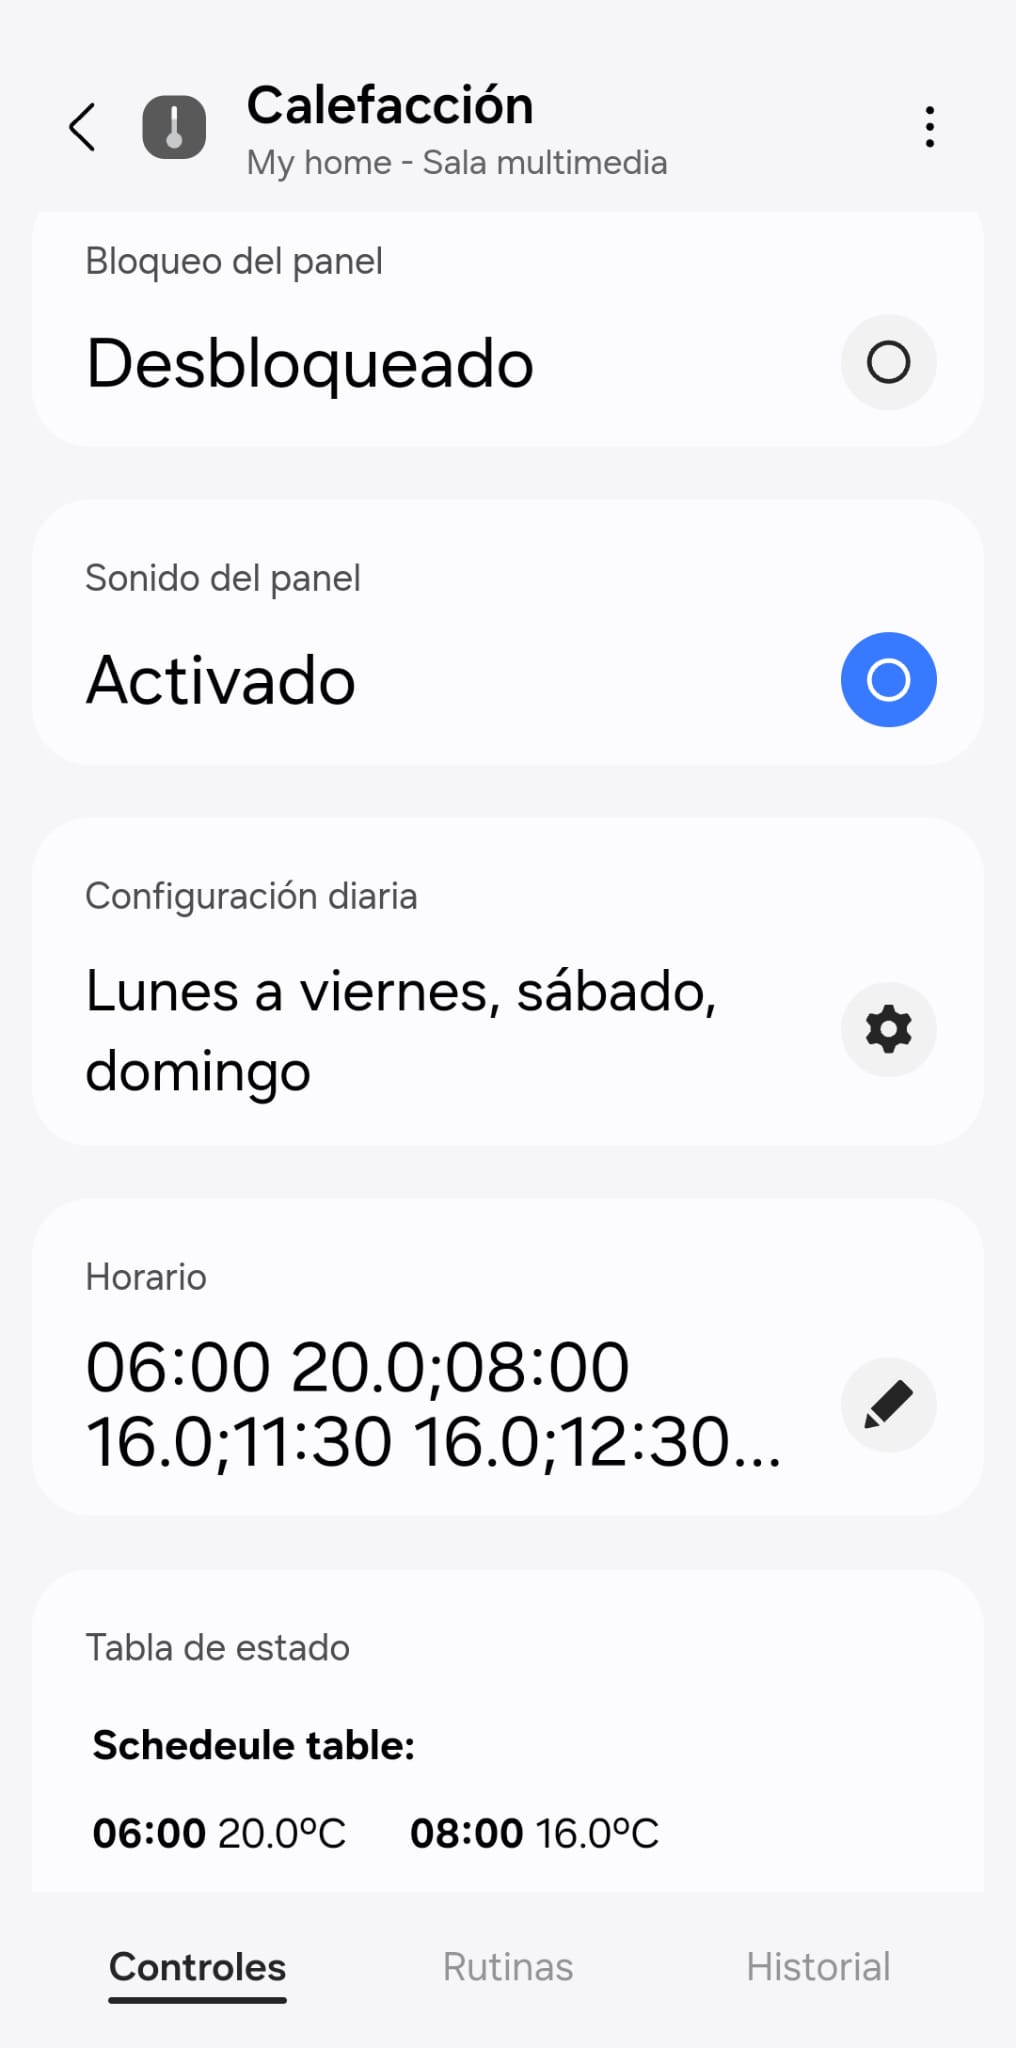 Calefacción
My home - Sala multimedia
Bloqueo del panel
Desbloqueado
Sonido del panel
Activado
Configuración diaria
Lunes a viernes, sábado,
domingo
Horario
06:00 20.0;08:00
16.0;11:30 16.0;12:30...
Tabla de estado
Schedeule table:
06:00 20.0ºC 08:00 16.0ºC
Controles Rutinas Historial